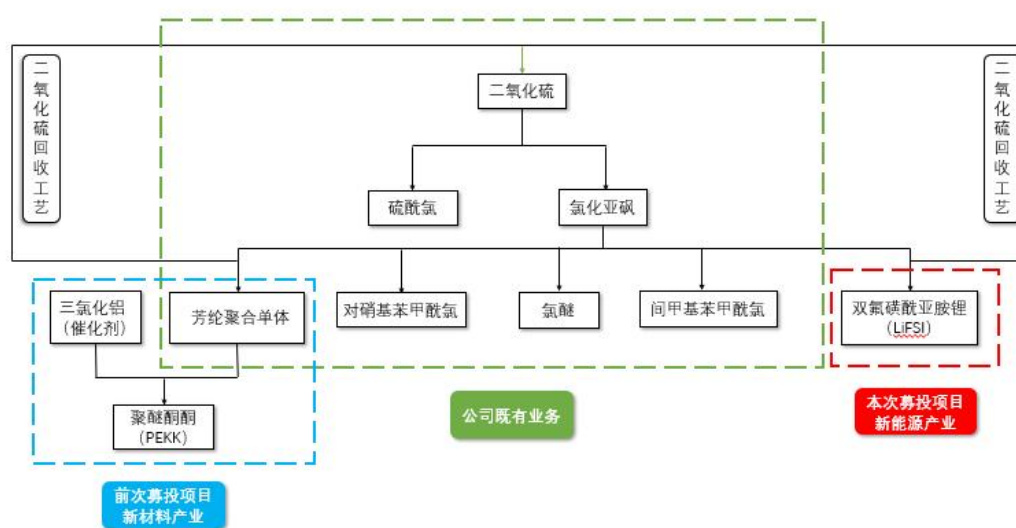 二氧化硫回收工艺
二氧化硫
二氧化硫回收工艺
硫酰氯
氯化亚砜
三氯化铝
（催化剂）
芳纶聚合单体
对硝基苯甲酰氯
氯醚
间甲基苯甲酰氯
双氟磺酰亚胺锂
（LiFSI）
聚醚酮酮
（PEKK）
公司既有业务
本次募投项目
新能源产业
前次募投项目
新材料产业